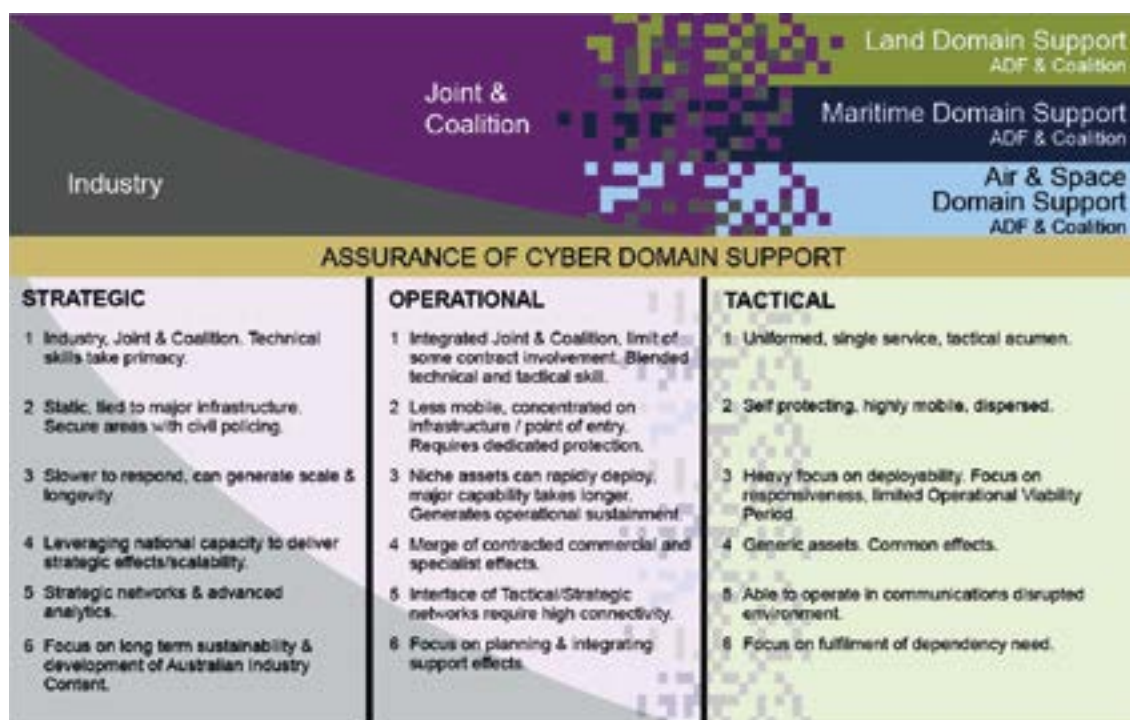 Land Domain Support
ADF & Coalition
Joint &
Coalition
Maritime Domain Support
ADF & Coalition
Industry
Air & Space
Domain Support
ADF & Coalition
ASSURANCE OF CYBER DOMAIN SUPPORT
STRATEGIC
1 Industry, Joint & Coalition. Technical
skills take primacy.
2 Static, tied to major infrastructure.
Secure areas with civil policing.
3 Slower to respond, can generate scale &
longevity
4 Leveraging national capacity to deliver
strategic effects/scalability.
5 Strategic networks & advanced
analytics.
6 Focus on long term sustainability &
development of Australian Industry
Content.
OPERATIONAL
1 Integrated Joint & Coalition, limit of
some contract involvement. Blended
technical and tactical skill.
2 Less mobile, concentrated on
infrastructure / point of entry.
Requires dedicated protection.
3 Niche assets can rapidly deploy,
major capability takes longer.
Generates operational sustainment.
4 Merge of contracted commercial and
specialist effects.
5 Interface of Tactical/Strategic
networks require high connectivity.
6 Focus on planning & integrating
support effects.
TACTICAL
1 Uniformed, single service, tactical acumen.
2 Self protecting, highly mobile, dispersed.
3 Heavy focus on deployability. Focus on
responsiveness, limited Operational Viability
Period.
4 Generic assets. Common effects.
5 Able to operate in communications disrupted
environment.
6 Focus on fulfilment of dependency need.